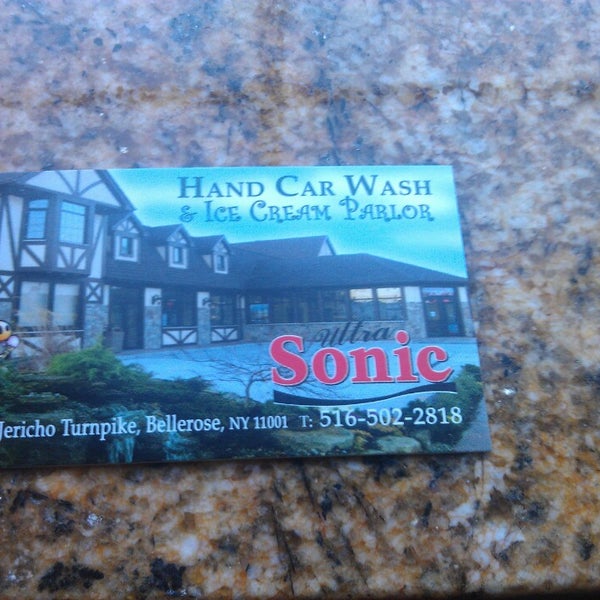 Hand Car Wash
& Ice Cream Parlor
Ultra
Sonic
Jericho Turnpike, Bellerose, NY 11001 T: 516-502-2818